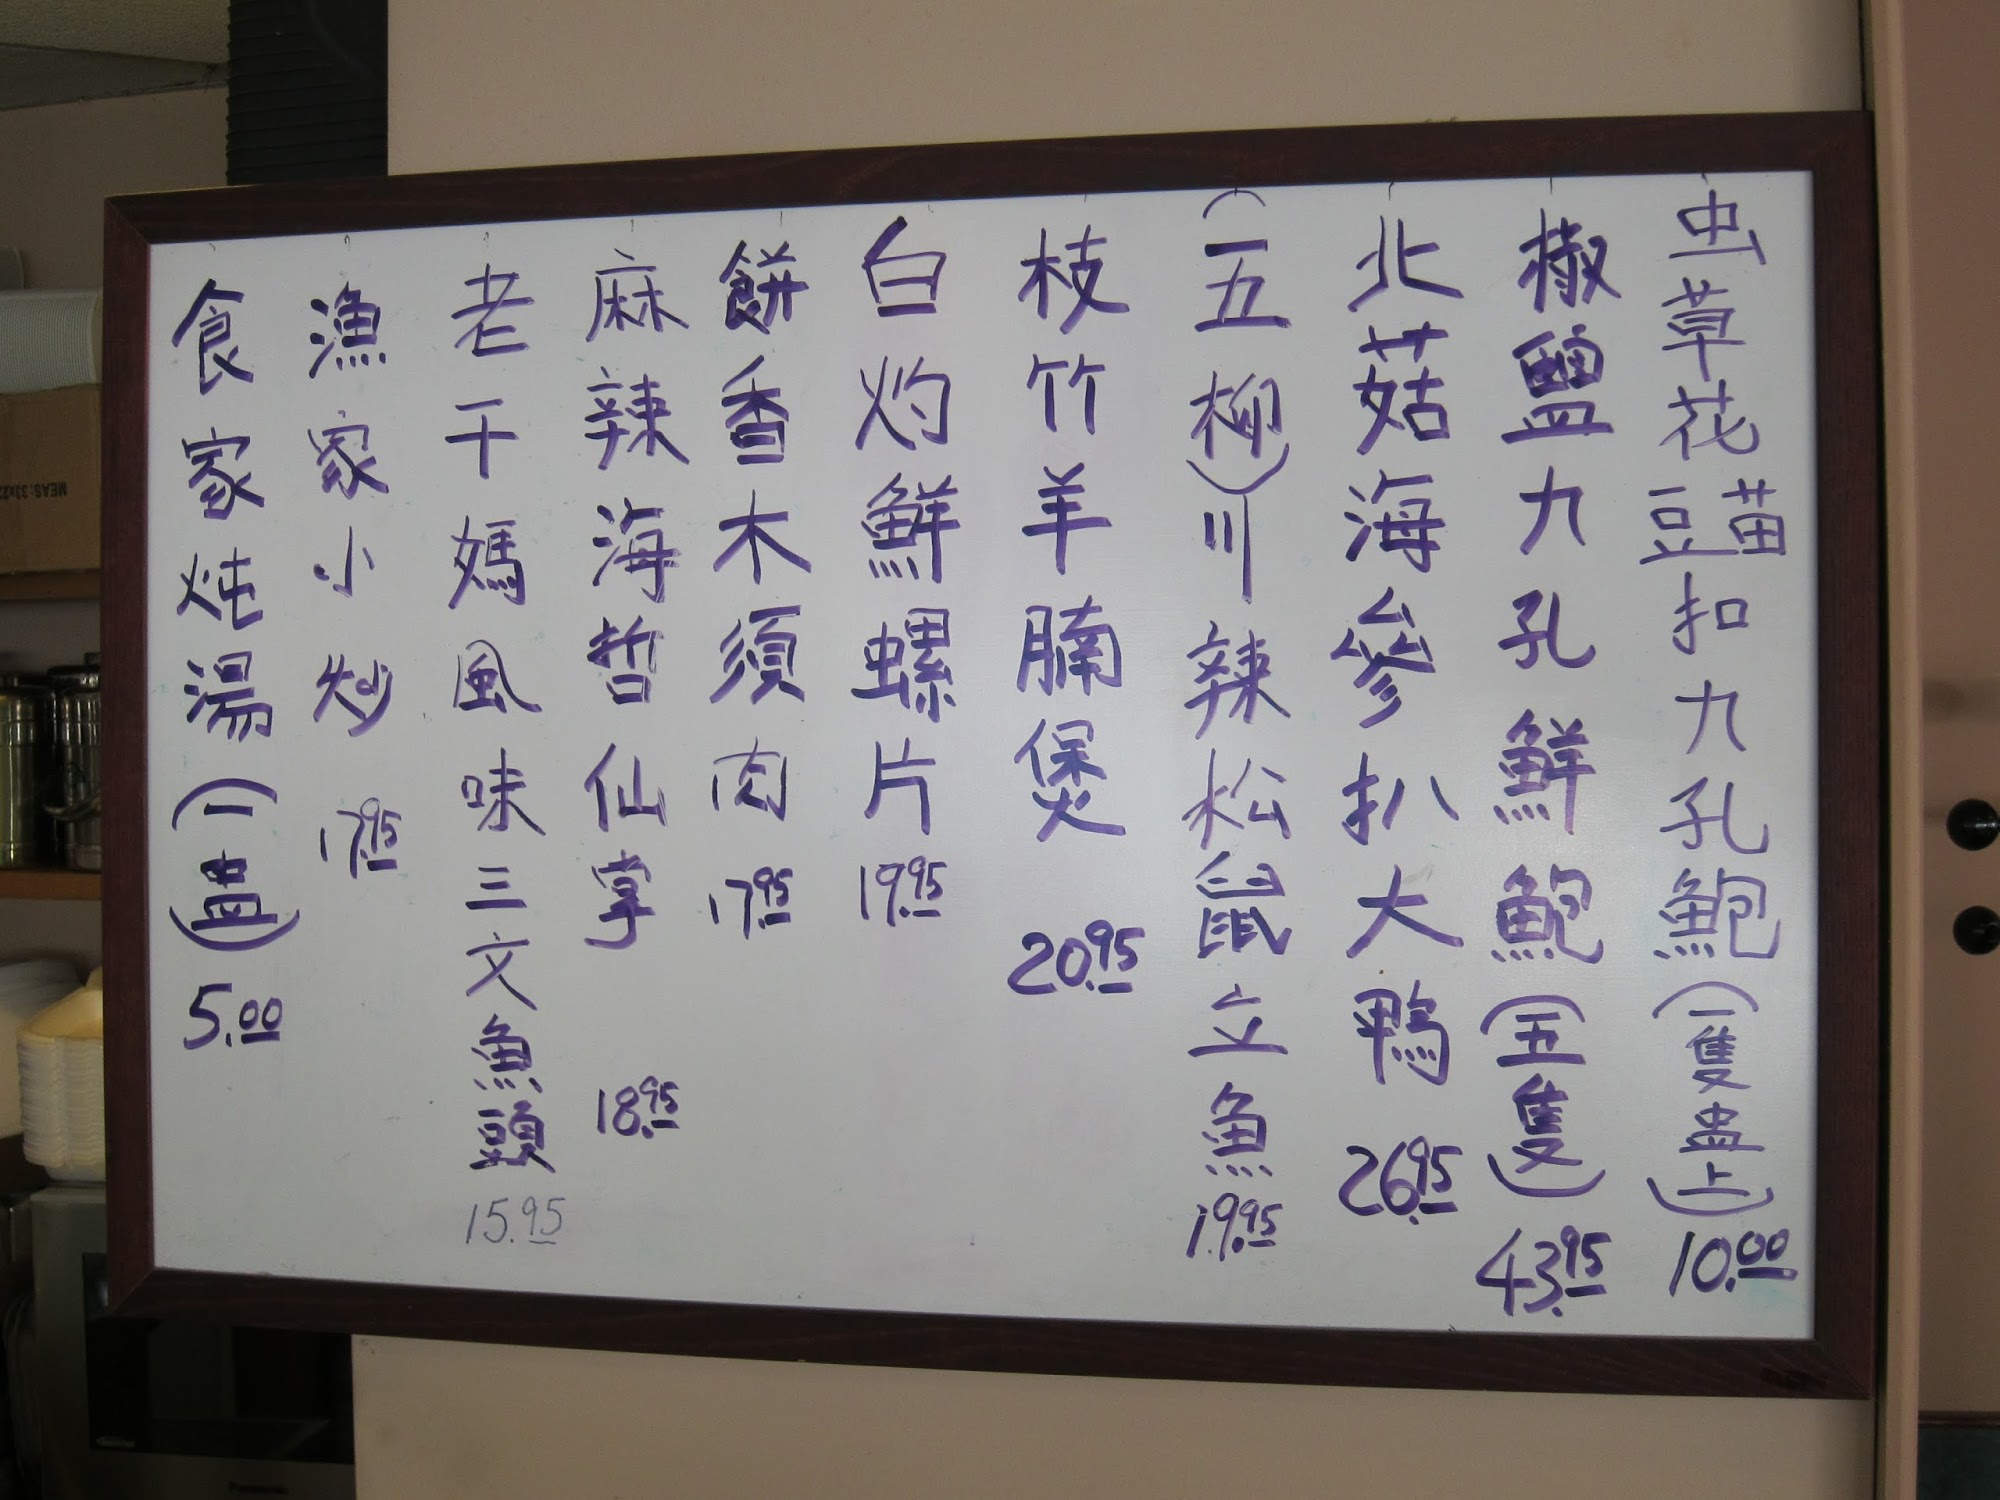 虫草花豆苗扣九孔鮑(一隻盅上)10.00
椒鹽九孔鮮鮑(五隻)43.95
北菇海參扒大鴨 26.95
(一五柳)川辣松鼠立魚 19.95
枝竹羊腩煲 20.95
白灼鮮螺片 19.95
餅香木須肉 17.95
麻辣海哲仙掌 18.95
老干媽風味三文魚頭 15.95
漁家小炒 17.95
食家炖湯(一盅)5.00
MEAS:33x2
Panasonic